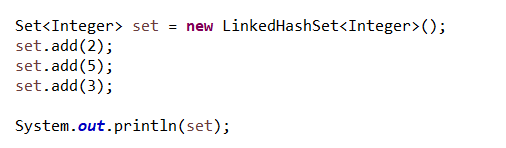 Set<Integer> set = new LinkedHashSet<Integer>();
set.add(2);
set.add(5);
set.add(3);
System.out.println(set);